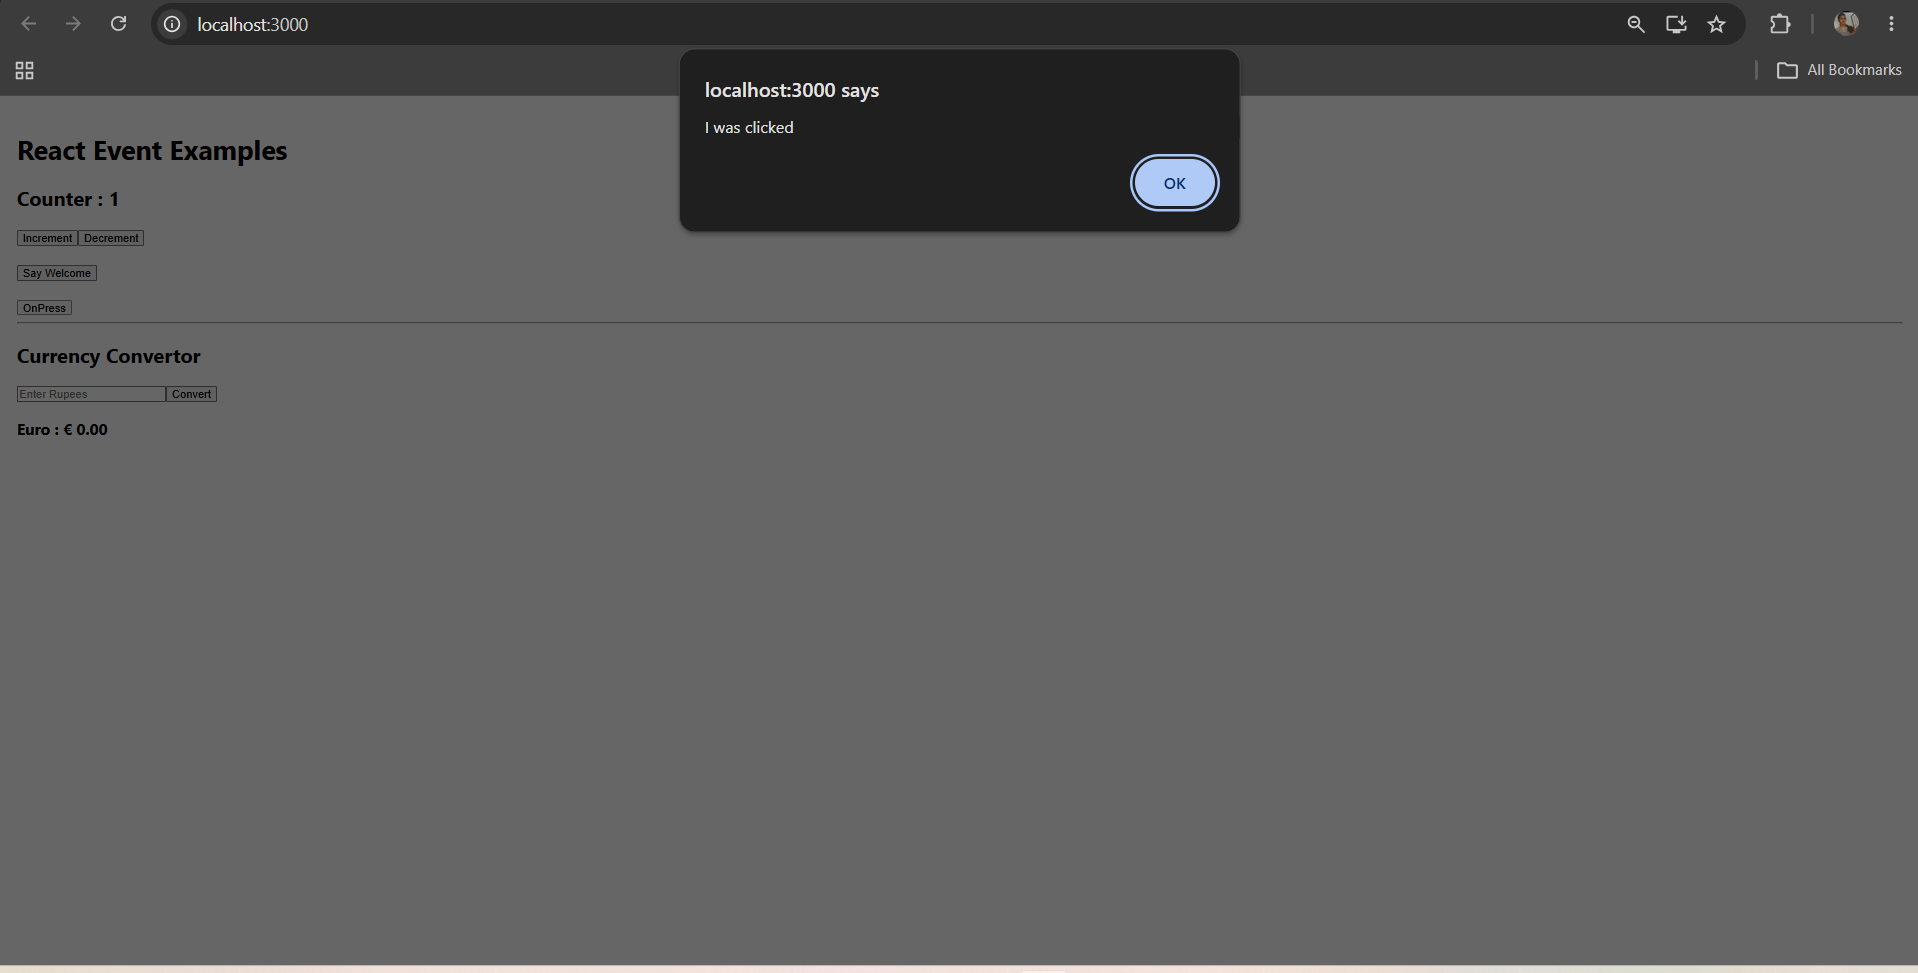 localhost:3000
All Bookmarks
localhost:3000 says
I was clicked
OK
React Event Examples
Counter : 1
Increment Decrement
Say Welcome
OnPress
Currency Convertor
Enter Rupees Convert
Euro : € 0.00